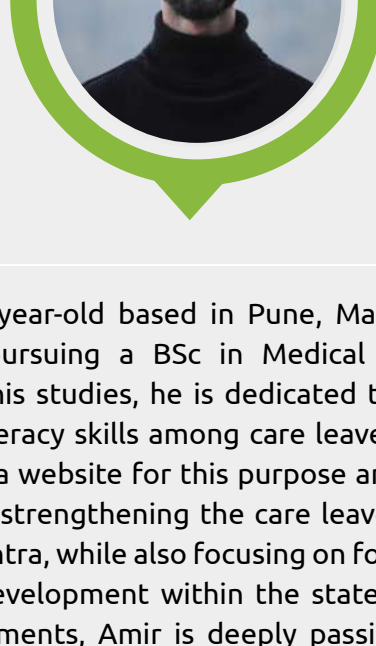 year-old based in Pune, Ma
ursuing a BSc in Medical
his studies, he is dedicated t
eracy skills among care leave
a website for this purpose a
strengthening the care leav
ntra, while also focusing on fo
evelopment within the state
ments, Amir is deeply passi